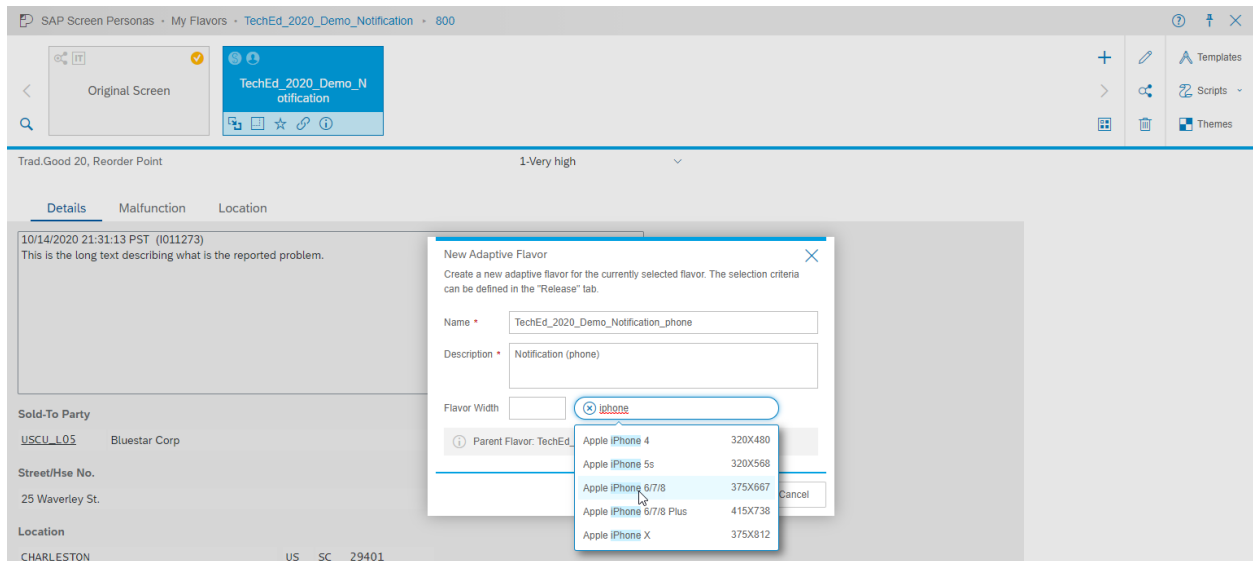 SAP Screen Personas • My Flavors • TechEd_2020_Demo_Notification • 800
IT
Original Screen
S
TechEd_2020_Demo_N
otification
Templates
Scripts
Themes
Trad.Good 20, Reorder Point
1-Very high
Details Malfunction Location
10/14/2020 21:31:13 PST (I011273)
This is the long text describing what is the reported problem.
Sold-To Party
USCU_L05 Bluestar Corp
Street/Hse No.
25 Waverley St.
Location
CHARLESTON US SC 29401
New Adaptive Flavor
Create a new adaptive flavor for the currently selected flavor. The selection criteria
can be defined in the "Release" tab.
Name * TechEd_2020_Demo_Notification_phone
Description * Notification (phone)
Flavor Width iphone
Parent Flavor: TechEd_
Apple iPhone 4 320X480
Apple iPhone 5s 320X568
Apple iPhone 6/7/8 375X667
Apple iPhone 6/7/8 Plus 415X738
Apple iPhone X 375X812
Cancel